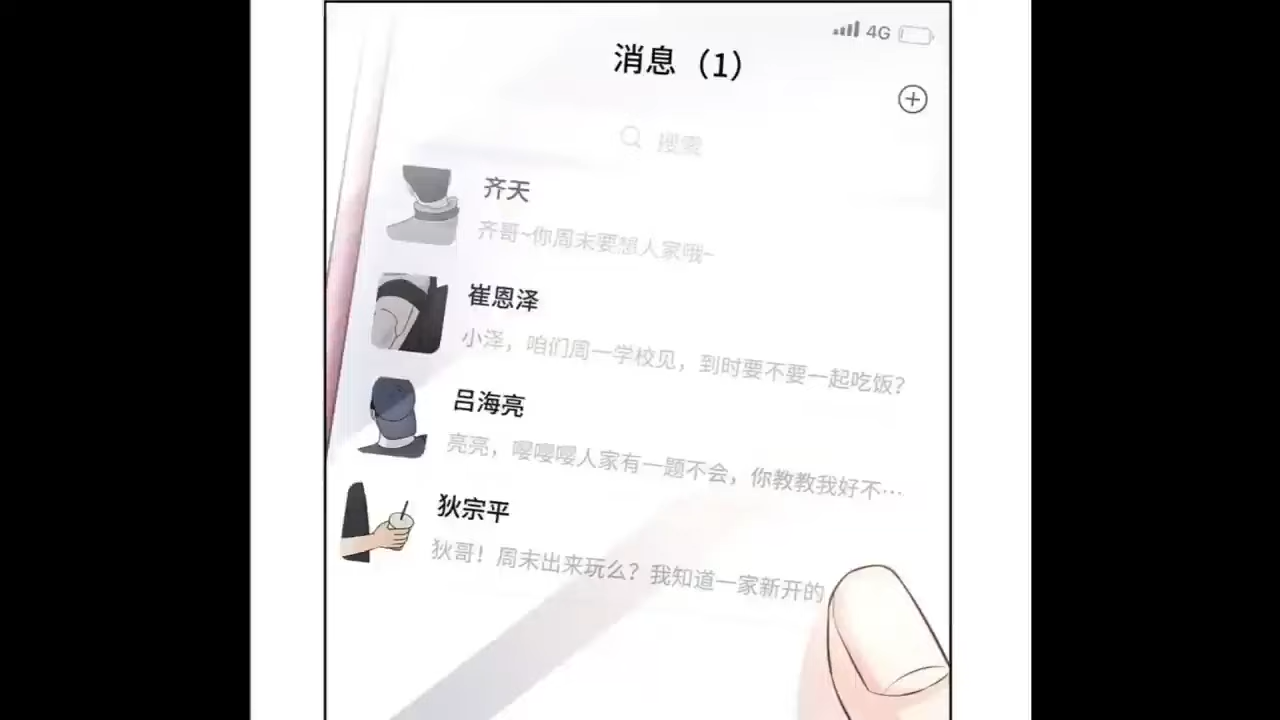 4G
消息（1）
搜索
齐天
齐哥~你周末要想人家哦~
崔恩泽
小泽，咱们周一学校见，到时要不要一起吃饭？
吕海亮
亮亮，嘤嘤嘤人家有一题不会，你教教我好不…
狄宗平
狄哥！周末出来玩么？我知道一家新开的